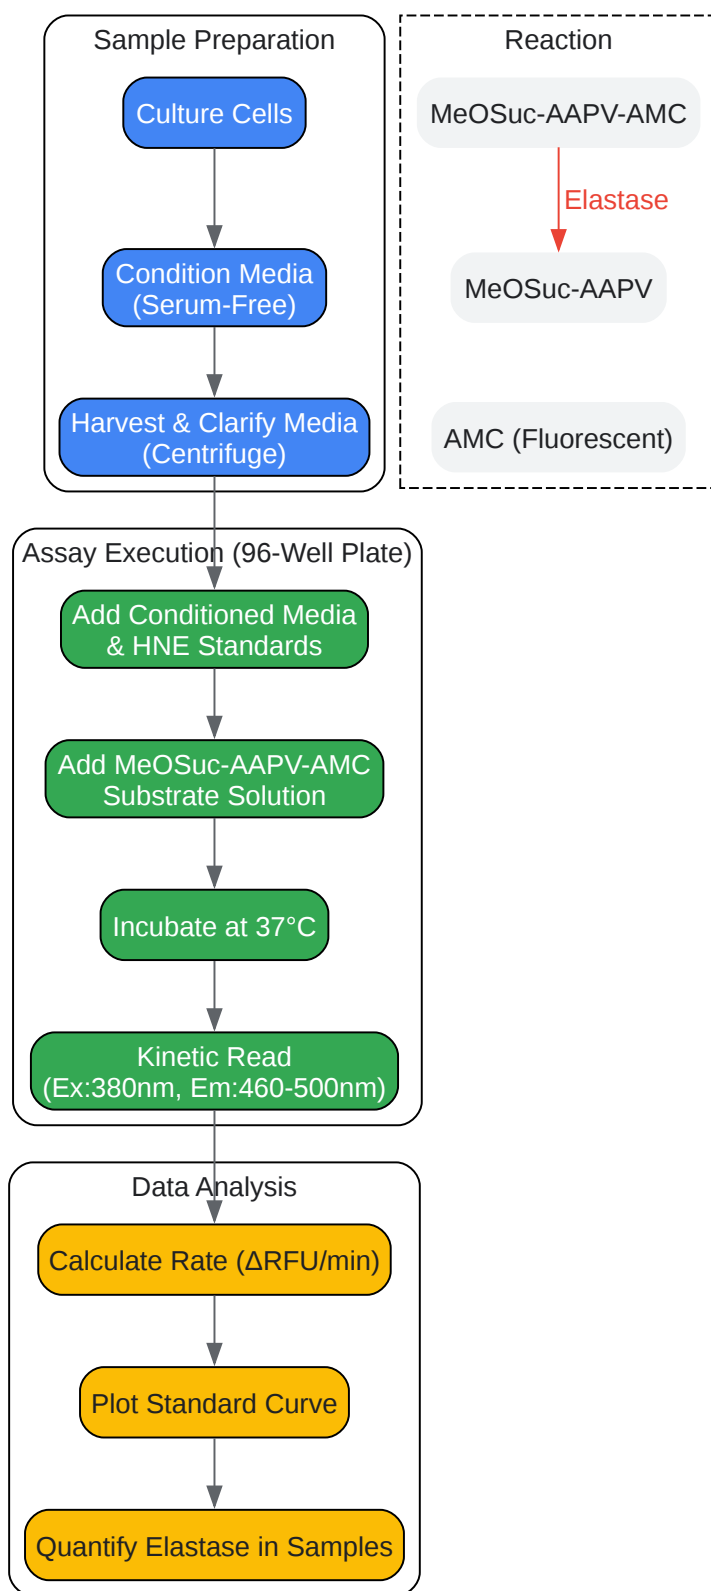 Sample Preparation
Culture Cells
Condition Media
(Serum-Free)
Harvest & Clarify Media
(Centrifuge)
Reaction
MeOSuc-AAPV-AMC
Elastase
MeOSuc-AAPV
AMC (Fluorescent)
Assay Execution (96-Well Plate)
Add Conditioned Media
& HNE Standards
Add MeOSuc-AAPV-AMC
Substrate Solution
Incubate at 37°C
Kinetic Read
(Ex:380nm, Em:460-500nm)
Data Analysis
Calculate Rate (ΔRFU/min)
Plot Standard Curve
Quantify Elastase in Samples